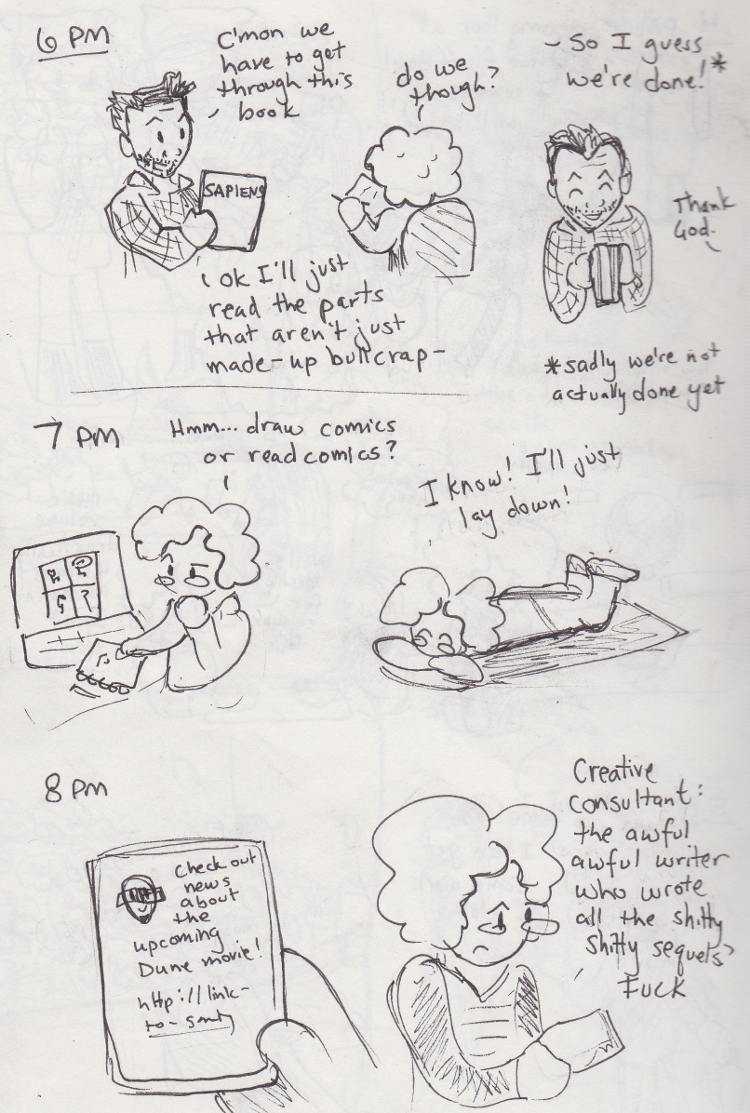 6 PM
C'mon we
have to get
through this
book
do we
though?
- So I guess
we're done!*
SAPIENS
Thank
God.
Ok I'll just
read the parts
that aren't just
made-up bullcrap-
*sadly we're not
actually done yet
7 PM
Hmm... draw comics
or read comics?
I know! I'll just
lay down!
8 PM
Check out
news
about
the
upcoming
Dune movie!
http://link-
Creative
consultant:
the awful
awful writer
who wrote
all the shitty
shitty sequels?
FUCK